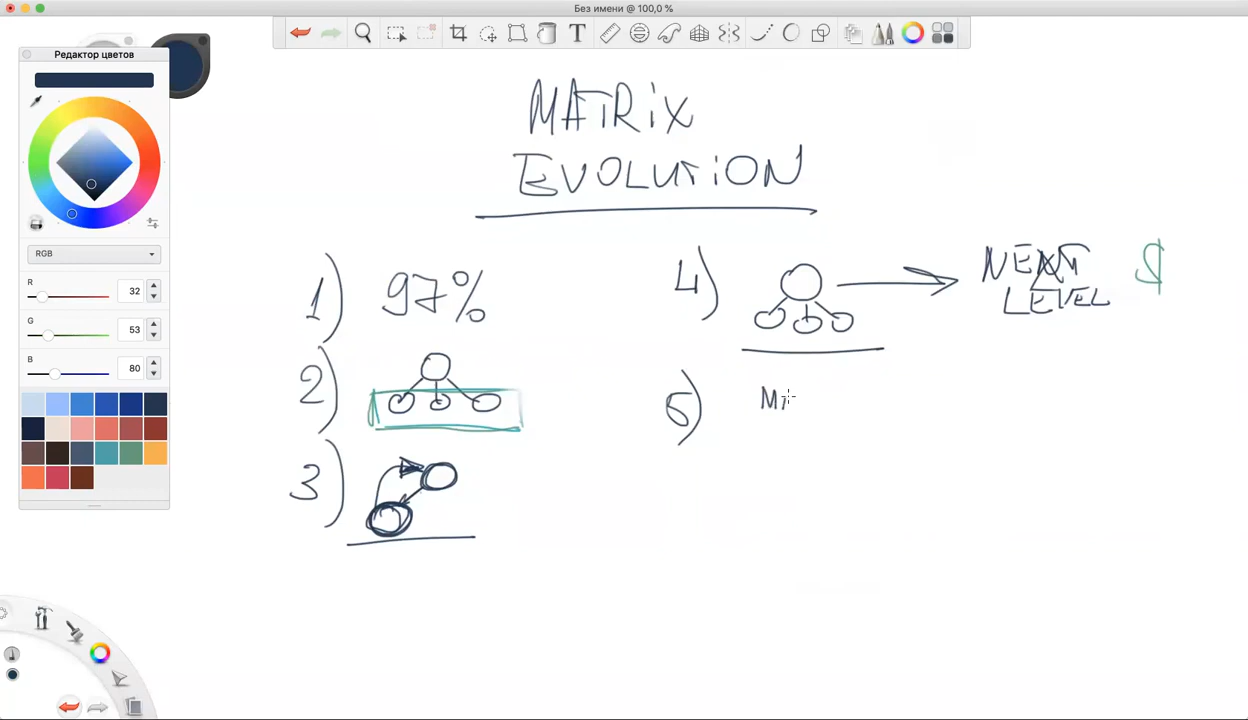 Без имени @ 100,0 %
Редактор цветов
RGB
R 32
G 53
B 80
MATRIX
EVOLUTION
1) 97%
2)
3)
4) NEXT LEVEL $
5)